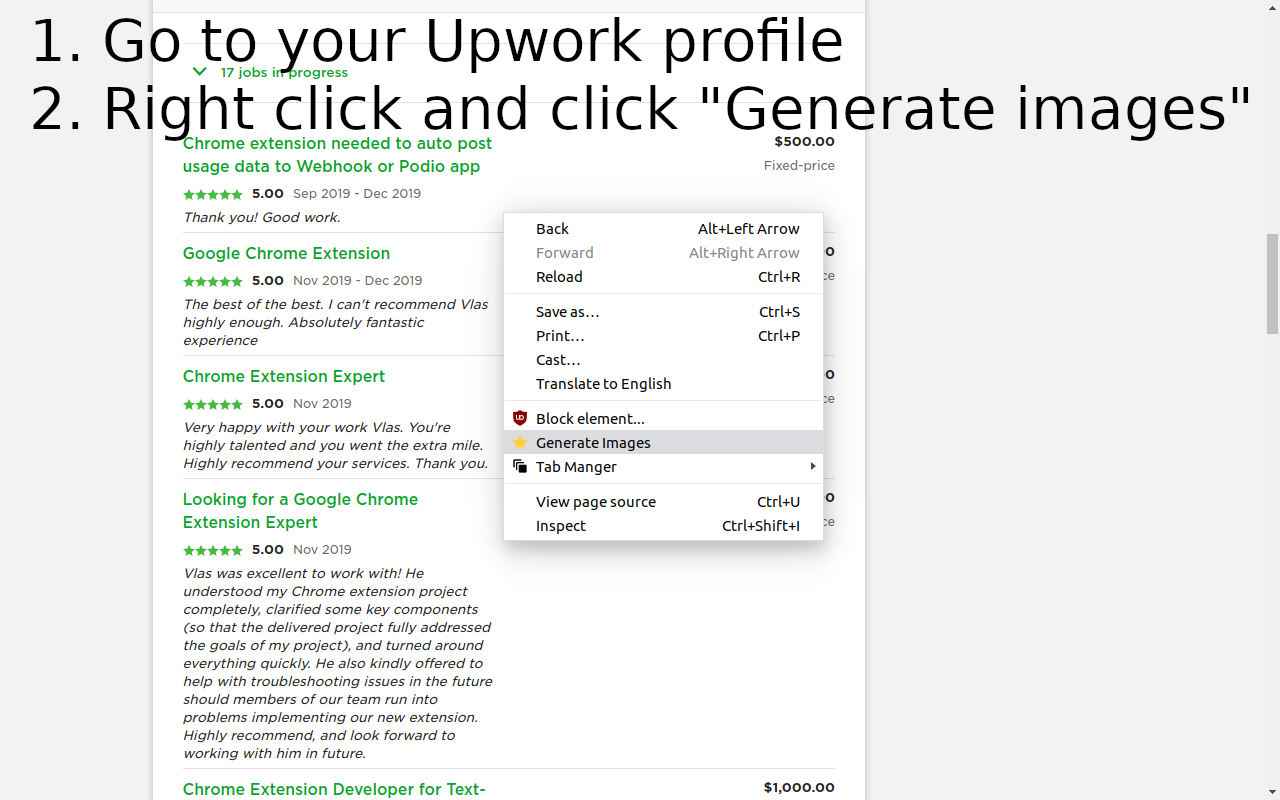 1. Go to your Upwork profile
17 jobs in progress
2. Right click and click "Generate images"
Chrome extension needed to auto post
usage data to Webhook or Podio app
$500.00
Fixed-price
5.00 Sep 2019 - Dec 2019
Thank you! Good work.
Google Chrome Extension
5.00 Nov 2019 - Dec 2019
The best of the best. I can't recommend Vlas
highly enough. Absolutely fantastic
experience
Chrome Extension Expert
5.00 Nov 2019
Very happy with your work Vlas. You're
highly talented and you went the extra mile.
Highly recommend your services. Thank you.
Looking for a Google Chrome
Extension Expert
5.00 Nov 2019
Vlas was excellent to work with! He
understood my Chrome extension project
completely, clarified some key components
(so that the delivered project fully addressed
the goals of my project), and turned around
everything quickly. He also kindly offered to
help with troubleshooting issues in the future
should members of our team run into
problems implementing our new extension.
Highly recommend, and look forward to
working with him in future.
Chrome Extension Developer for Text-
$1,000.00
Back Alt+Left Arrow
Forward Alt+Right Arrow
Reload Ctrl+R
Save as... Ctrl+S
Print... Ctrl+P
Cast...
Translate to English
Block element...
Generate Images
Tab Manger
View page source Ctrl+U
Inspect Ctrl+Shift+I